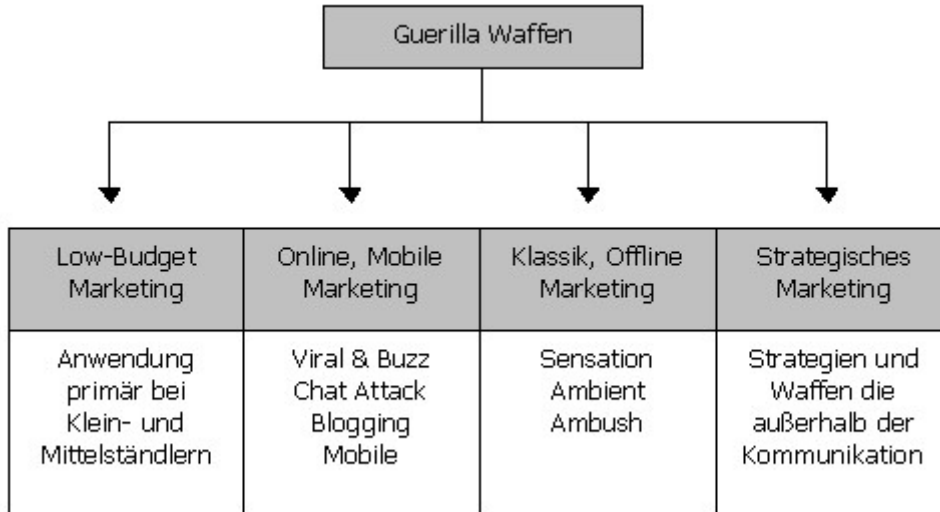 Guerilla Waffen
Low-Budget
Marketing
Online, Mobile
Marketing
Klassik, Offline
Marketing
Strategisches
Marketing
Anwendung
primär bei
Klein- und
Mittelständlern
Viral & Buzz
Chat Attack
Blogging
Mobile
Sensation
Ambient
Ambush
Strategien und
Waffen die
außerhalb der
Kommunikation